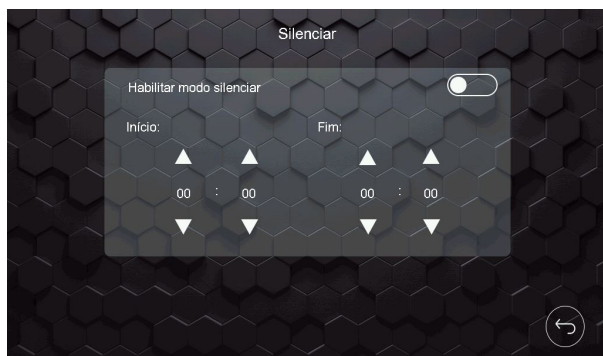 Silenciar
Habilitar modo silenciar
Início: Fim:
00 : 00 00 : 00